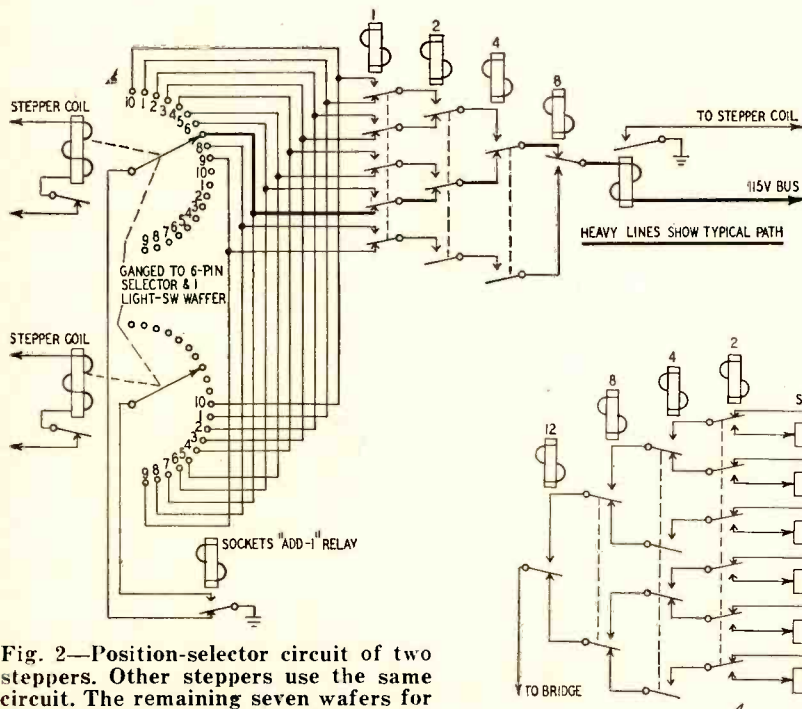 1
2
4
8
10 1 2 3 4 5 6
8
9
10
1
2
3
4
5
6
7
8
9
STEPPER COIL
TO STEPPER COIL
115V BUS
HEAVY LINES SHOW TYPICAL PATH
GANGED TO 6-PIN
SELECTOR & 1
LIGHT-SW WAFFER
STEPPER COIL
10
1
2
3
4
5
6
7
8
9
SOCKETS "ADD-1" RELAY
12
8
4
2
S
TO BRIDGE
Fig. 2—Position-selector circuit of two
steppers. Other steppers use the same
circuit. The remaining seven wafers for